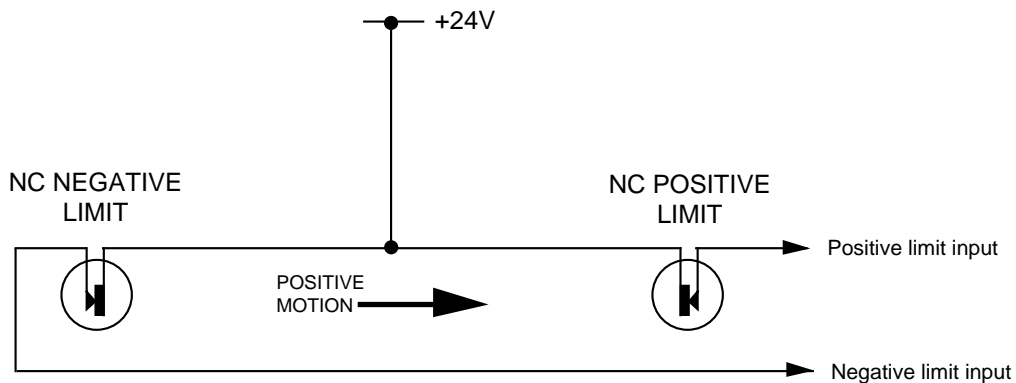 +24V
NC NEGATIVE
LIMIT
NC POSITIVE
LIMIT
Positive limit input
POSITIVE
MOTION
Negative limit input